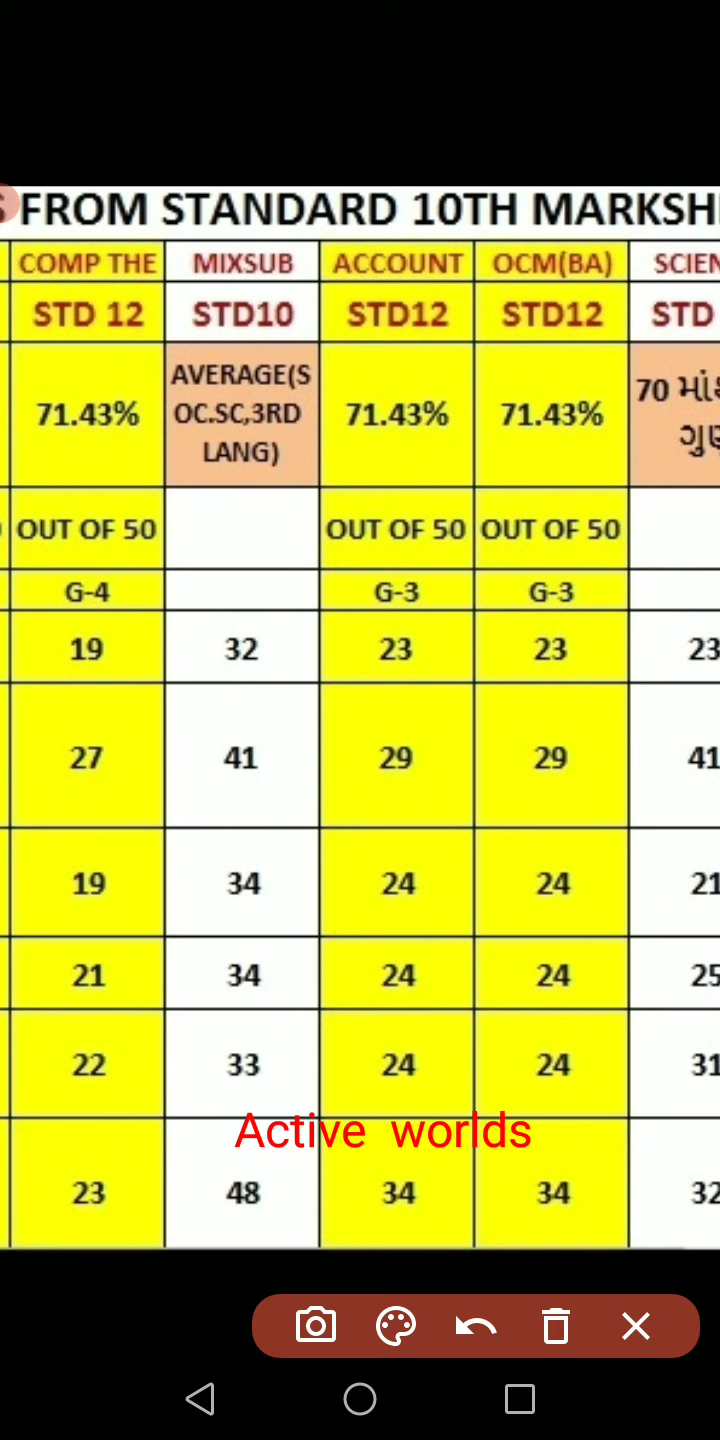 FROM STANDARD 10TH
COMP THE MIXSUB ACCOUNT OCM(BA)
STD 12 STD10 STD12 STD12 STD
71.43% AVERAGE(S OC.SC,3RD LANG) 71.43% 71.43% 70
OUT OF 50 OUT OF 50 OUT OF 50
G-4 G-3 G-3
19 32 23 23 23
27 41 29 29 41
19 34 24 24 21
21 34 24 24 25
22 33 24 24 31
Active worlds
23 48 34 34 32